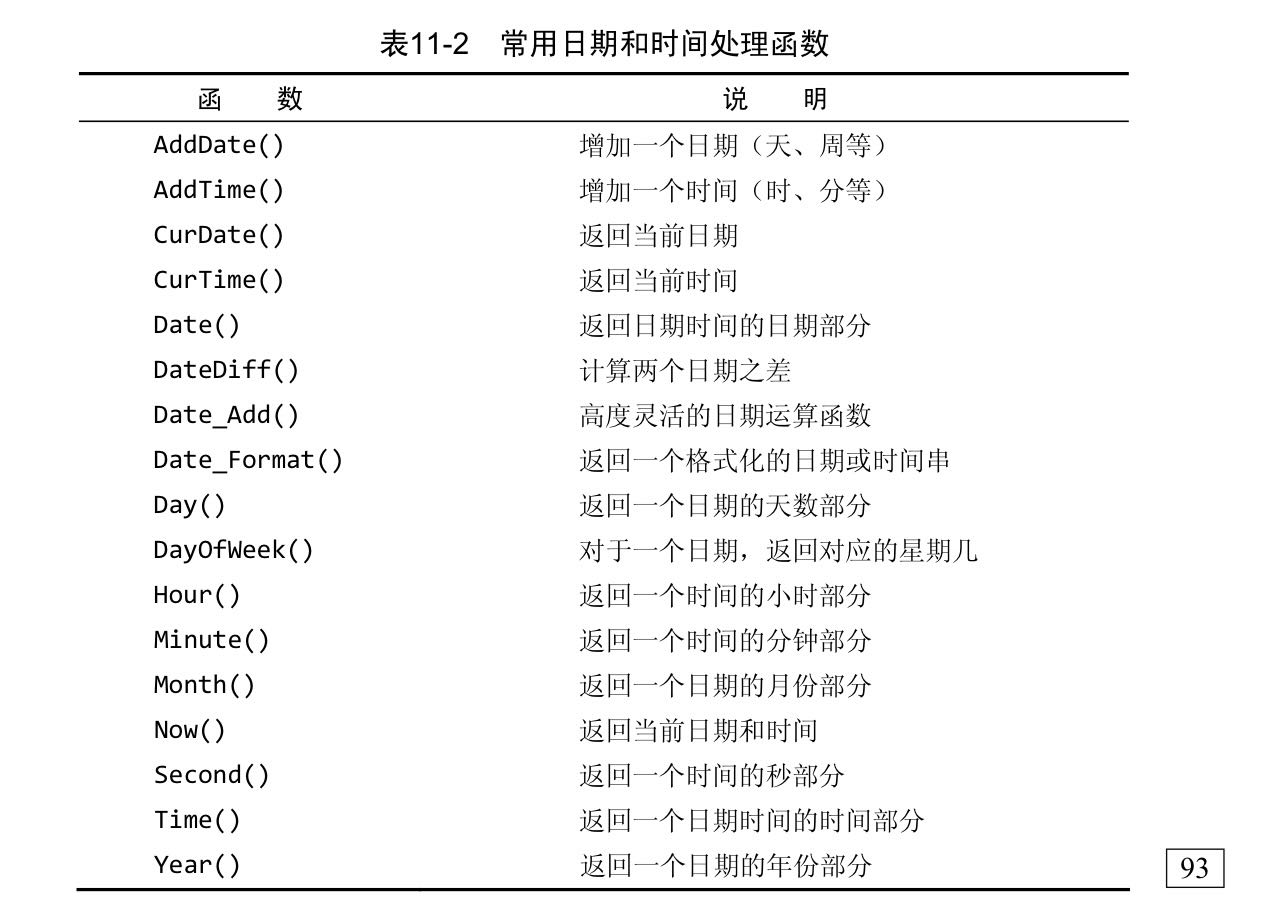 表11-2 常用日期和时间处理函数
函 数 说 明
AddDate() 增加一个日期（天、周等）
AddTime() 增加一个时间（时、分等）
CurDate() 返回当前日期
CurTime() 返回当前时间
Date() 返回日期时间的日期部分
DateDiff() 计算两个日期之差
Date_Add() 高度灵活的日期运算函数
Date_Format() 返回一个格式化的日期或时间串
Day() 返回一个日期的天数部分
DayOfWeek() 对于一个日期，返回对应的星期几
Hour() 返回一个时间的小时部分
Minute() 返回一个时间的分钟部分
Month() 返回一个日期的月份部分
Now() 返回当前日期和时间
Second() 返回一个时间的秒部分
Time() 返回一个日期时间的时间部分
Year() 返回一个日期的年份部分
93